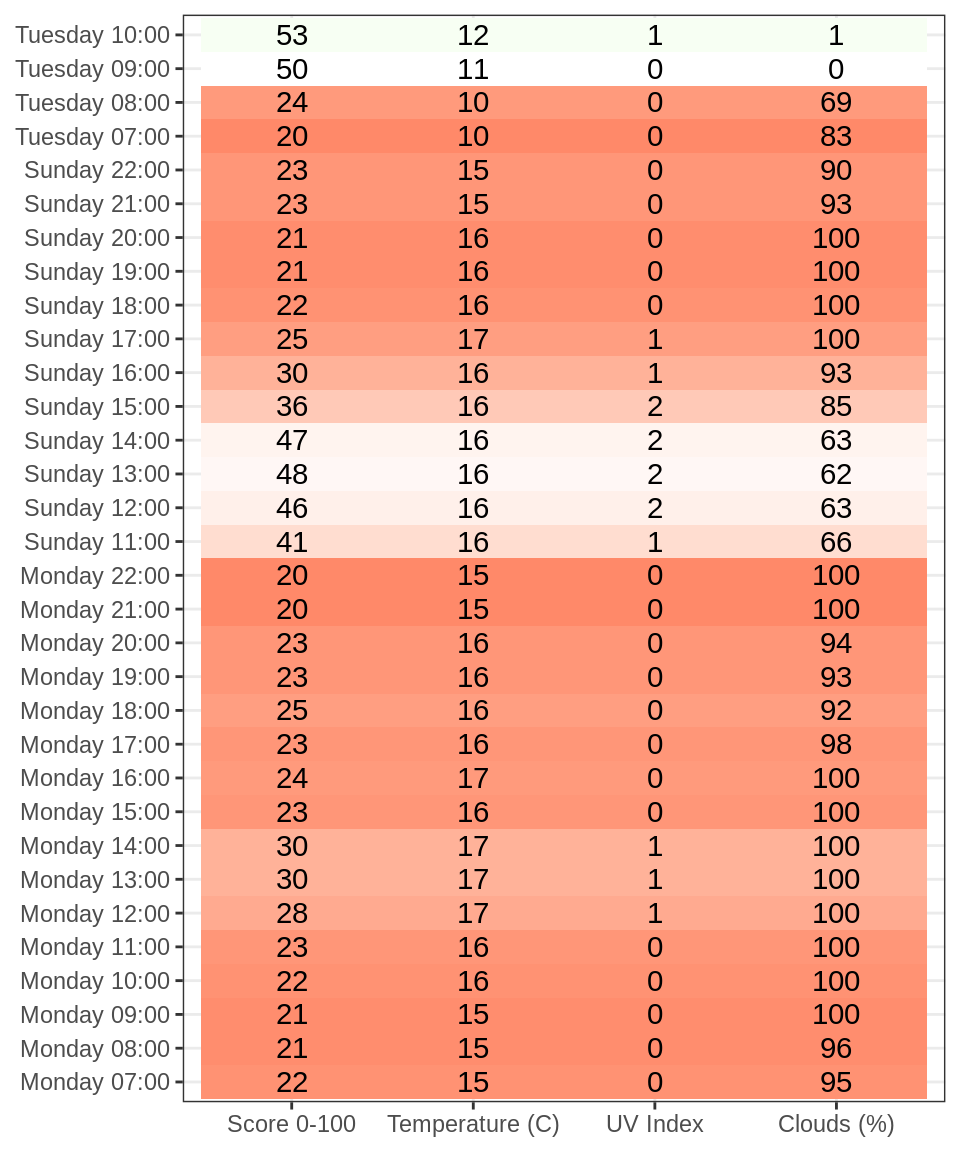 Tuesday 10:00 53 12 1 1
Tuesday 09:00 50 11 0 0
Tuesday 08:00 24 10 0 69
Tuesday 07:00 20 10 0 83
Sunday 22:00 23 15 0 90
Sunday 21:00 23 15 0 93
Sunday 20:00 21 16 0 100
Sunday 19:00 21 16 0 100
Sunday 18:00 22 16 0 100
Sunday 17:00 25 17 1 100
Sunday 16:00 30 16 1 93
Sunday 15:00 36 16 2 85
Sunday 14:00 47 16 2 63
Sunday 13:00 48 16 2 62
Sunday 12:00 46 16 2 63
Sunday 11:00 41 16 1 66
Monday 22:00 20 15 0 100
Monday 21:00 20 15 0 100
Monday 20:00 23 16 0 94
Monday 19:00 23 16 0 93
Monday 18:00 25 16 0 92
Monday 17:00 23 16 0 98
Monday 16:00 24 17 0 100
Monday 15:00 23 16 0 100
Monday 14:00 30 17 1 100
Monday 13:00 30 17 1 100
Monday 12:00 28 17 1 100
Monday 11:00 23 16 0 100
Monday 10:00 22 16 0 100
Monday 09:00 21 15 0 100
Monday 08:00 21 15 0 96
Monday 07:00 22 15 0 95
Score 0-100 Temperature (C) UV Index Clouds (%)